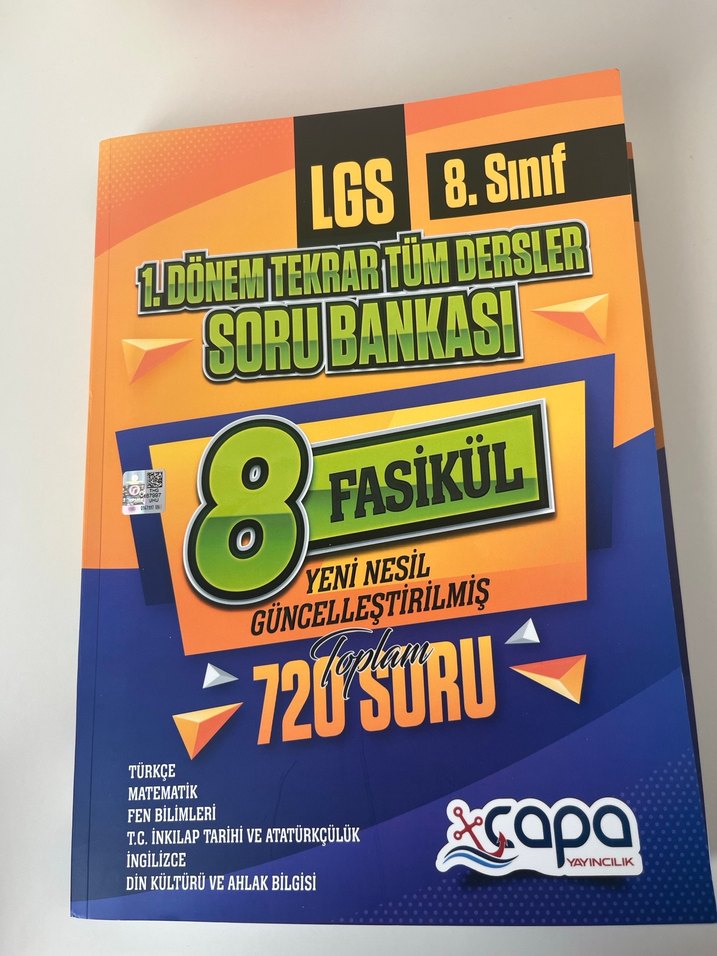 LGS
8. Sınıf
1. DÖNEM TEKRAR TÜM DERSLER
SORU BANKASI
8 FASİKÜL
YENİ NESİL
GÜNCELLEŞTİRİLMİŞ
Toplam
720 SORU
TÜRKÇE
MATEMATİK
FEN BİLİMLERİ
T.C. İNKILAP TARİHİ VE ATATÜRKÇÜLÜK
İNGİLİZCE
DİN KÜLTÜRÜ VE AHLAK BİLGİSİ
çapa
YAYINCILIK